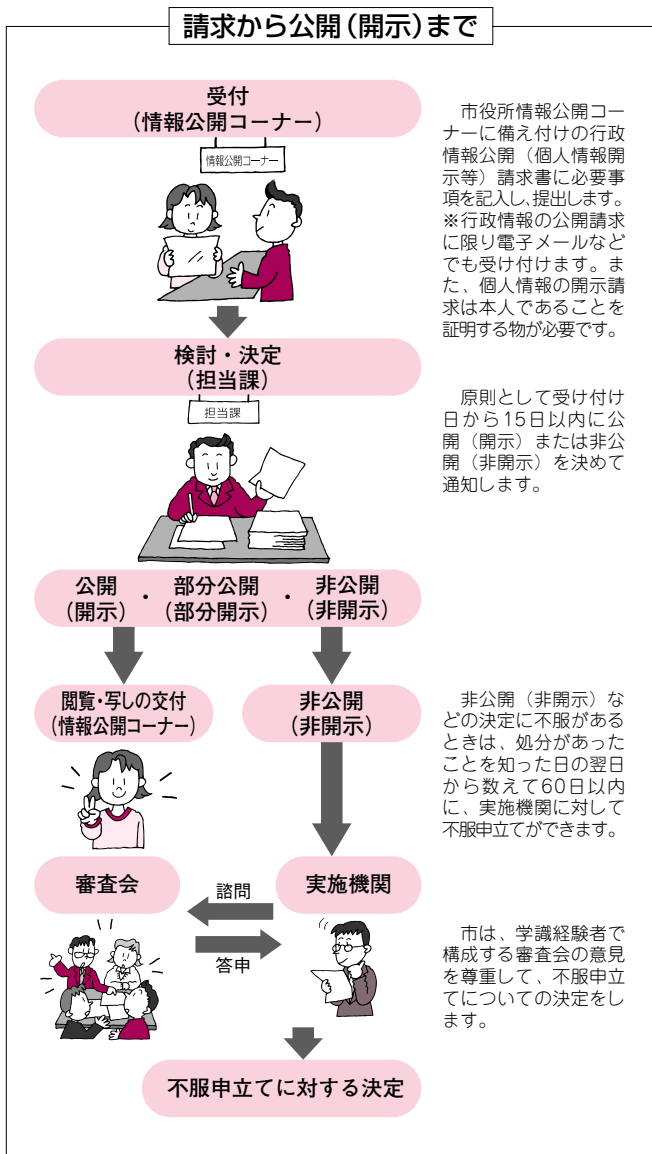 請求から公開（開示）まで
受付
（情報公開コーナー）
情報公開コーナー
市役所情報公開コー
ナーに備え付けの行政
情報公開（個人情報開
示等）請求書に必要事
項を記入し、提出します。
※行政情報の公開請求
に限り電子メールなど
でも受け付けます。ま
た、個人情報の開示請
求は本人であることを
証明する物が必要です。
検討・決定
（担当課）
担当課
原則として受け付け
日から15日以内に公
開（開示）または非公
開（非開示）を決めて
通知します。
公開・部分公開・非公開
（開示）（部分開示）（非開示）
閲覧・写しの交付
（情報公開コーナー）
非公開
（非開示）
非公開（非開示）な
どの決定に不服がある
ときは、処分があった
ことを知った日の翌日
から数えて60日以内
に、実施機関に対して
不服申立てができます。
審査会
諮問
実施機関
答申
市は、学識経験者で
構成する審査会の意見
を尊重して、不服申立
てについての決定をし
ます。
不服申立てに対する決定